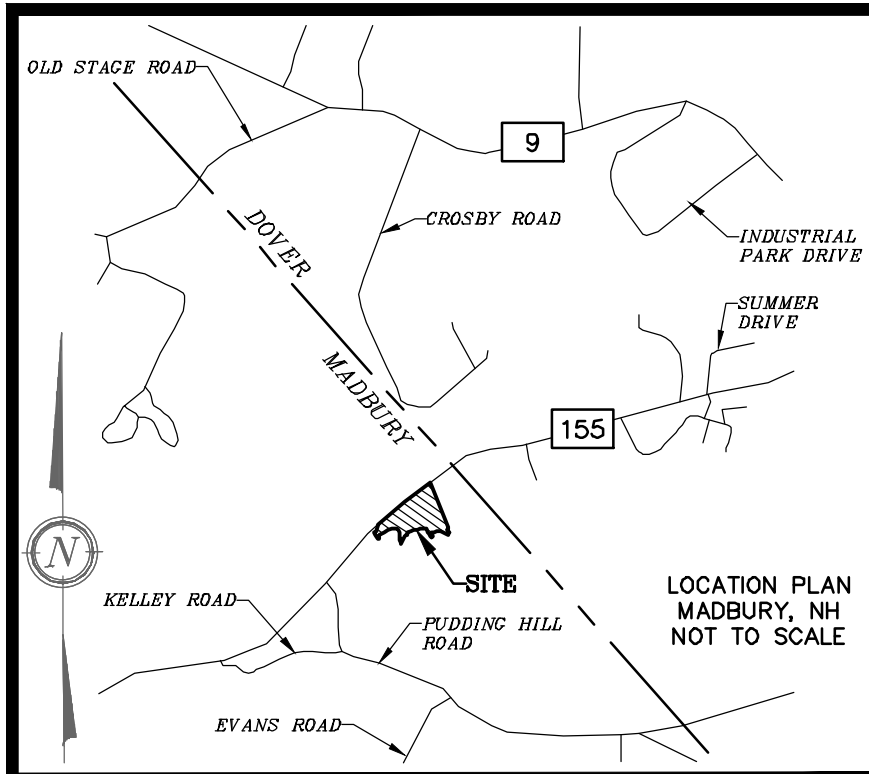 OLD STAGE ROAD
9
DOVER
CROSBY ROAD
INDUSTRIAL
PARK DRIVE
SUMMER
DRIVE
MADBURY
155
N
SITE
KELLEY ROAD
PUDDING HILL
ROAD
LOCATION PLAN
MADBURY, NH
NOT TO SCALE
EVANS ROAD